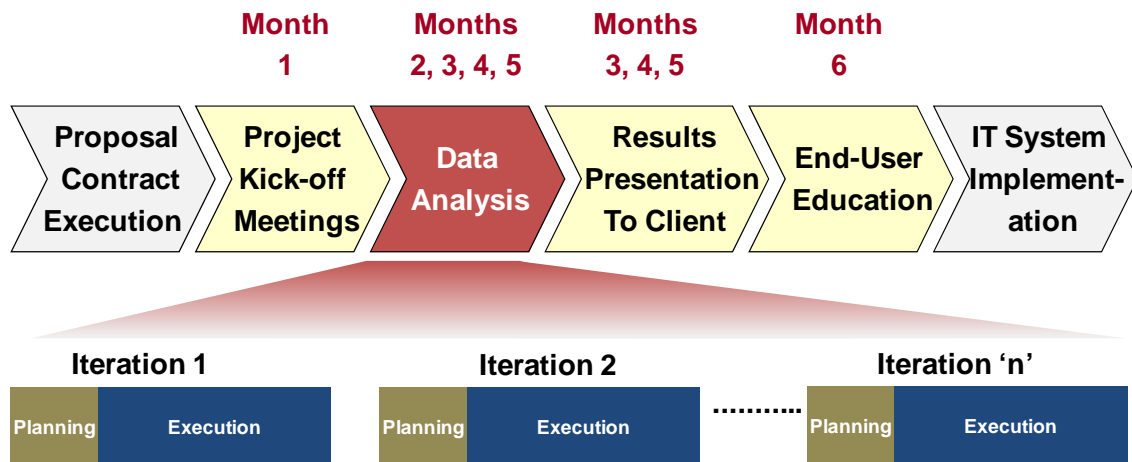 Month
1
Months
2, 3, 4, 5
Months
3, 4, 5
Month
6
Proposal
Contract
Execution
Project
Kick-off
Meetings
Data
Analysis
Results
Presentation
To Client
End-User
Education
IT System
Implement-
ation
Iteration 1
Iteration 2
Iteration ‘n’
Planning
Execution
Planning
Execution
...........
Planning
Execution